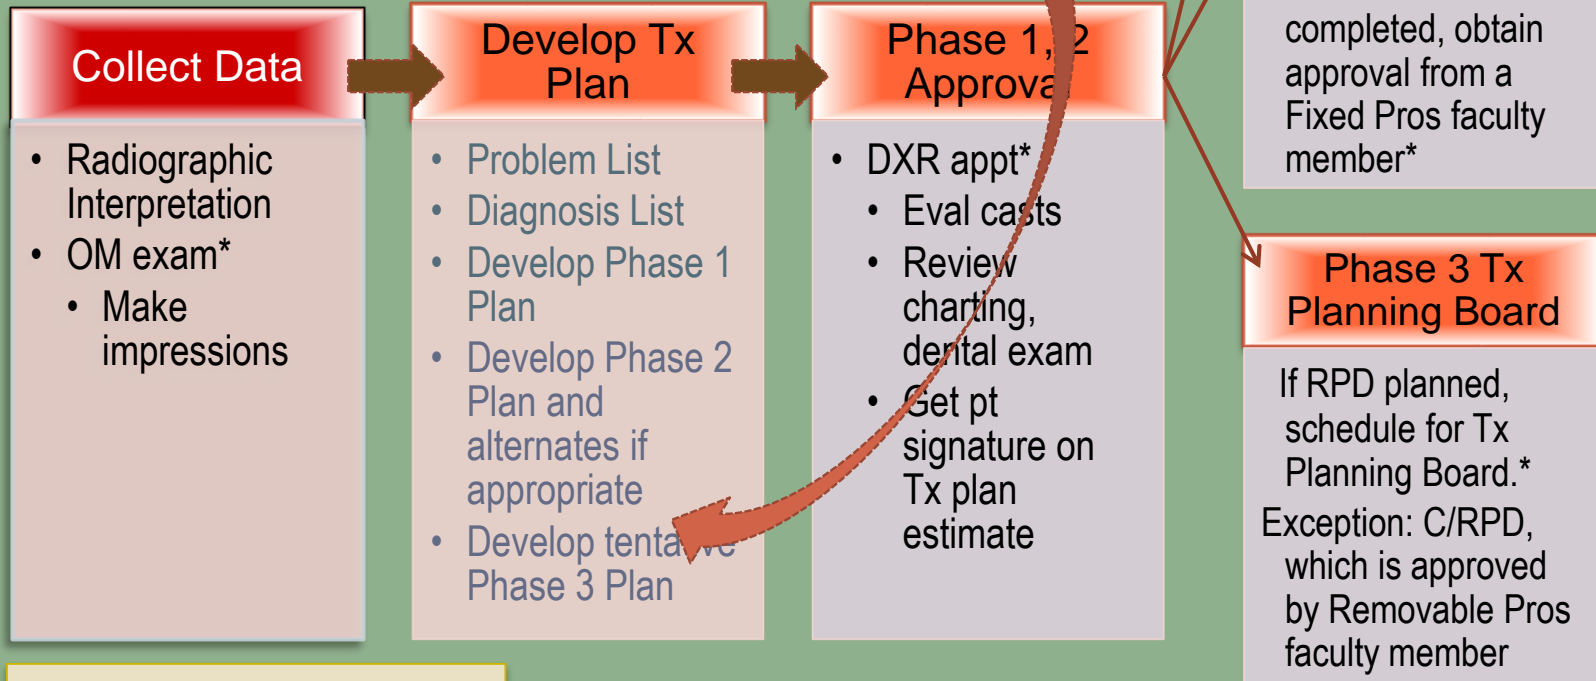 Collect Data
• Radiographic
Interpretation
• OM exam*
• Make
impressions
Develop Tx
Plan
• Problem List
• Diagnosis List
• Develop Phase 1
Plan
• Develop Phase 2
Plan and
alternates if
appropriate
• Develop tentative
Phase 3 Plan
Phase 1, 2
Approval
• DXR appt*
• Eval casts
• Review
charting,
dental exam
• Get pt
signature on
Tx plan
estimate
completed, obtain
approval from a
Fixed Pros faculty
member*
Phase 3 Tx
Planning Board
If RPD planned,
schedule for Tx
Planning Board.*
Exception: C/RPD,
which is approved
by Removable Pros
faculty member